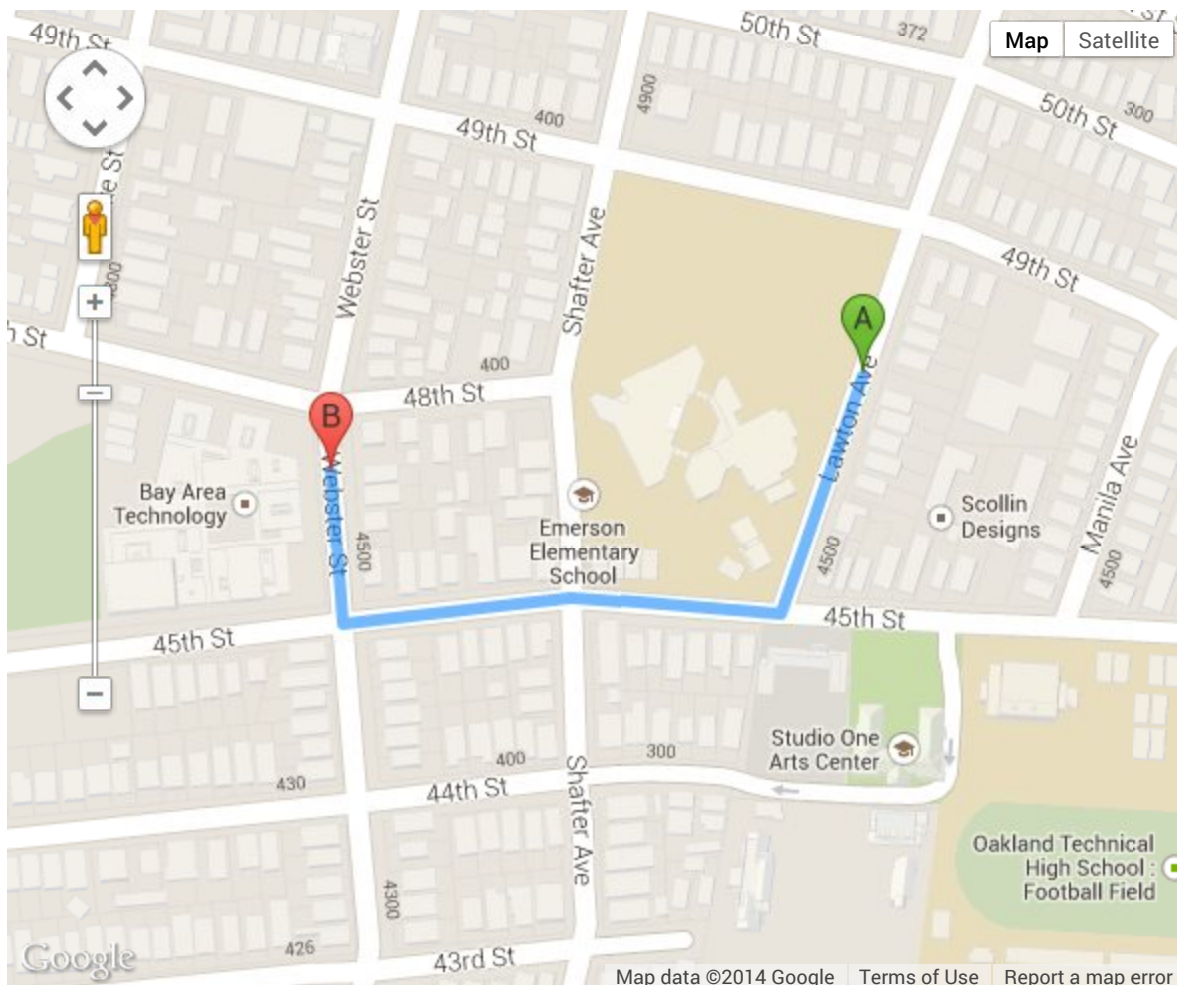 49th St
50th St
372
Map
Satellite
4900
300
50th St
400
49th St
Webster St
Shafter Ave
49th St
A
400
48th St
B
Lawton Ave
Webster St
Bay Area
Technology
4500
Emerson
Elementary
School
4500
Scollin
Designs
Manila Ave
4500
45th St
45th St
Studio One
Arts Center
300
400
430
44th St
Shafter Ave
Oakland Technical
High School :
Football Field
4300
426
43rd St
Google
Map data ©2014 Google
Terms of Use
Report a map error